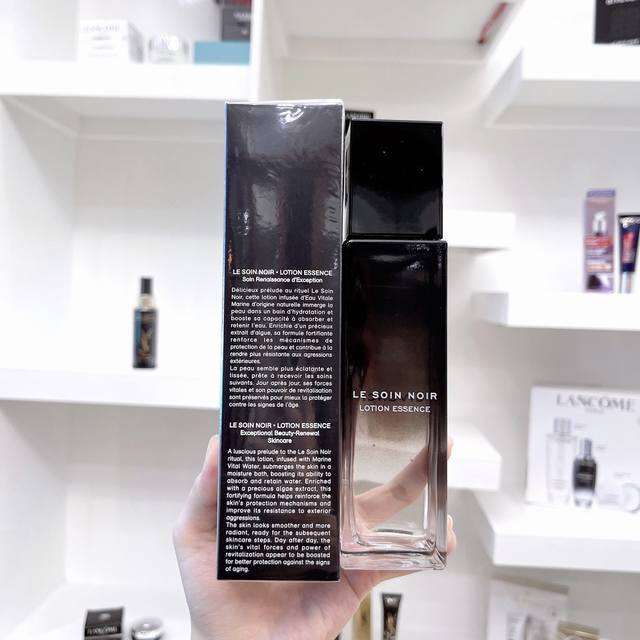 LANCÔME
LE SOIN NOIR • LOTION ESSENCE
Soin Renaissance d'Exception
Délicieux prélude au rituel Le Soin
Noir, cette lotion infusée d'Eau Vitale
Marine d'origine naturelle immerge la
peau dans un bain d'hydratation et
booste sa capacité à absorber et
retenir l'eau. Enrichie d'un précieux
extrait d'algue, sa formule fortifiante
renforce les mécanismes de
protection de la peau et contribue à la
rendre plus résistante aux agressions
extérieures.
La peau semble plus éclatante et
lissée, prête à recevoir les soins
suivants. Jour après jour, ses forces
vitales et son pouvoir de revitalisation
sont préservés pour mieux la protéger
contre les signes de l'âge.
LE SOIN NOIR • LOTION ESSENCE
Exceptional Beauty-Renewal
Skincare
A luscious prelude to the Le Soin Noir
ritual, this lotion, infused with Marine
Vital Water, submerges the skin in a
moisture bath, boosting its ability to
absorb and retain water. Enriched
with a precious algae extract, this
fortifying formula helps reinforce the
skin's protection mechanisms and
improve its resistance to exterior
aggressions.
The skin looks smoother and more
radiant, ready for the subsequent
skincare steps. Day after day, the
skin's vital forces and power of
revitalization appear to be boosted
for better protection against the signs
of aging.
LE SOIN NOIR
LOTION ESSENCE
LANCÔME